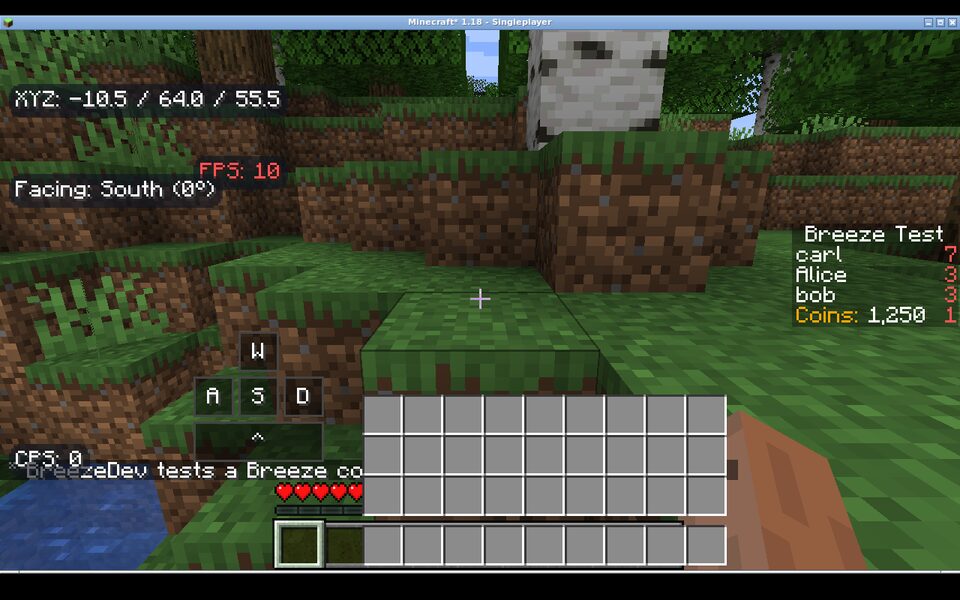 Minecraft* 1.18 - Singleplayer
XYZ: -10.5 / 64.0 / 55.5
FPS: 10
Facing: South (0°)
Breeze Test
carl 7
Alice 3
bob 3
Coins: 1,250 1
W
A S D
^
CPS: 0
BreezeDev tests a Breeze co